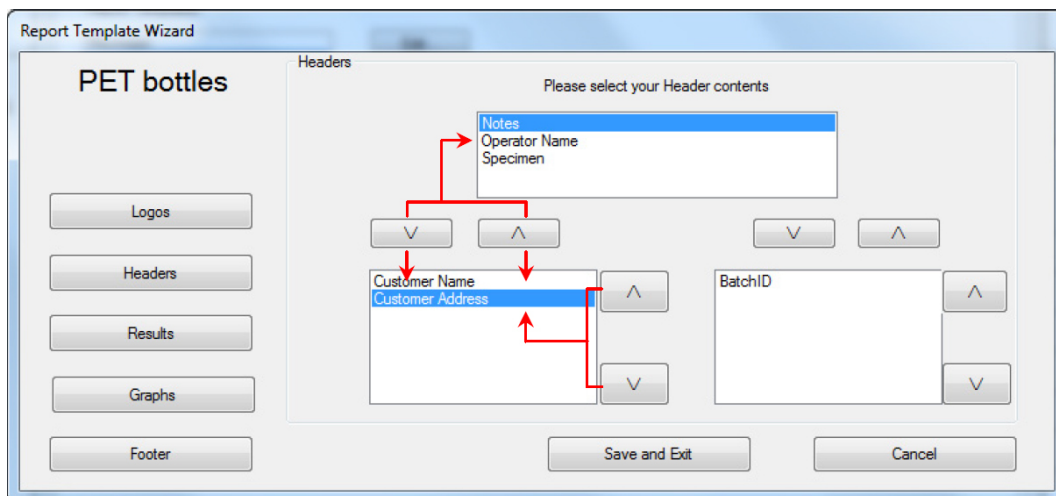 Report Template Wizard
PET bottles
Headers
Please select your Header contents
Notes
Operator Name
Specimen
Logos
Headers
Results
Graphs
Footer
Customer Name
Customer Address
BatchID
Save and Exit
Cancel